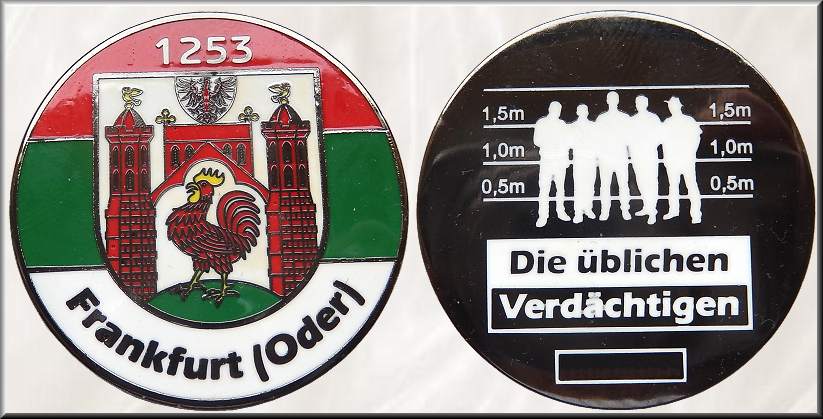 1253
Frankfurt (Oder)
1,5m 1,5m
1,0m 1,0m
0,5m 0,5m
Die üblichen
Verdächtigen